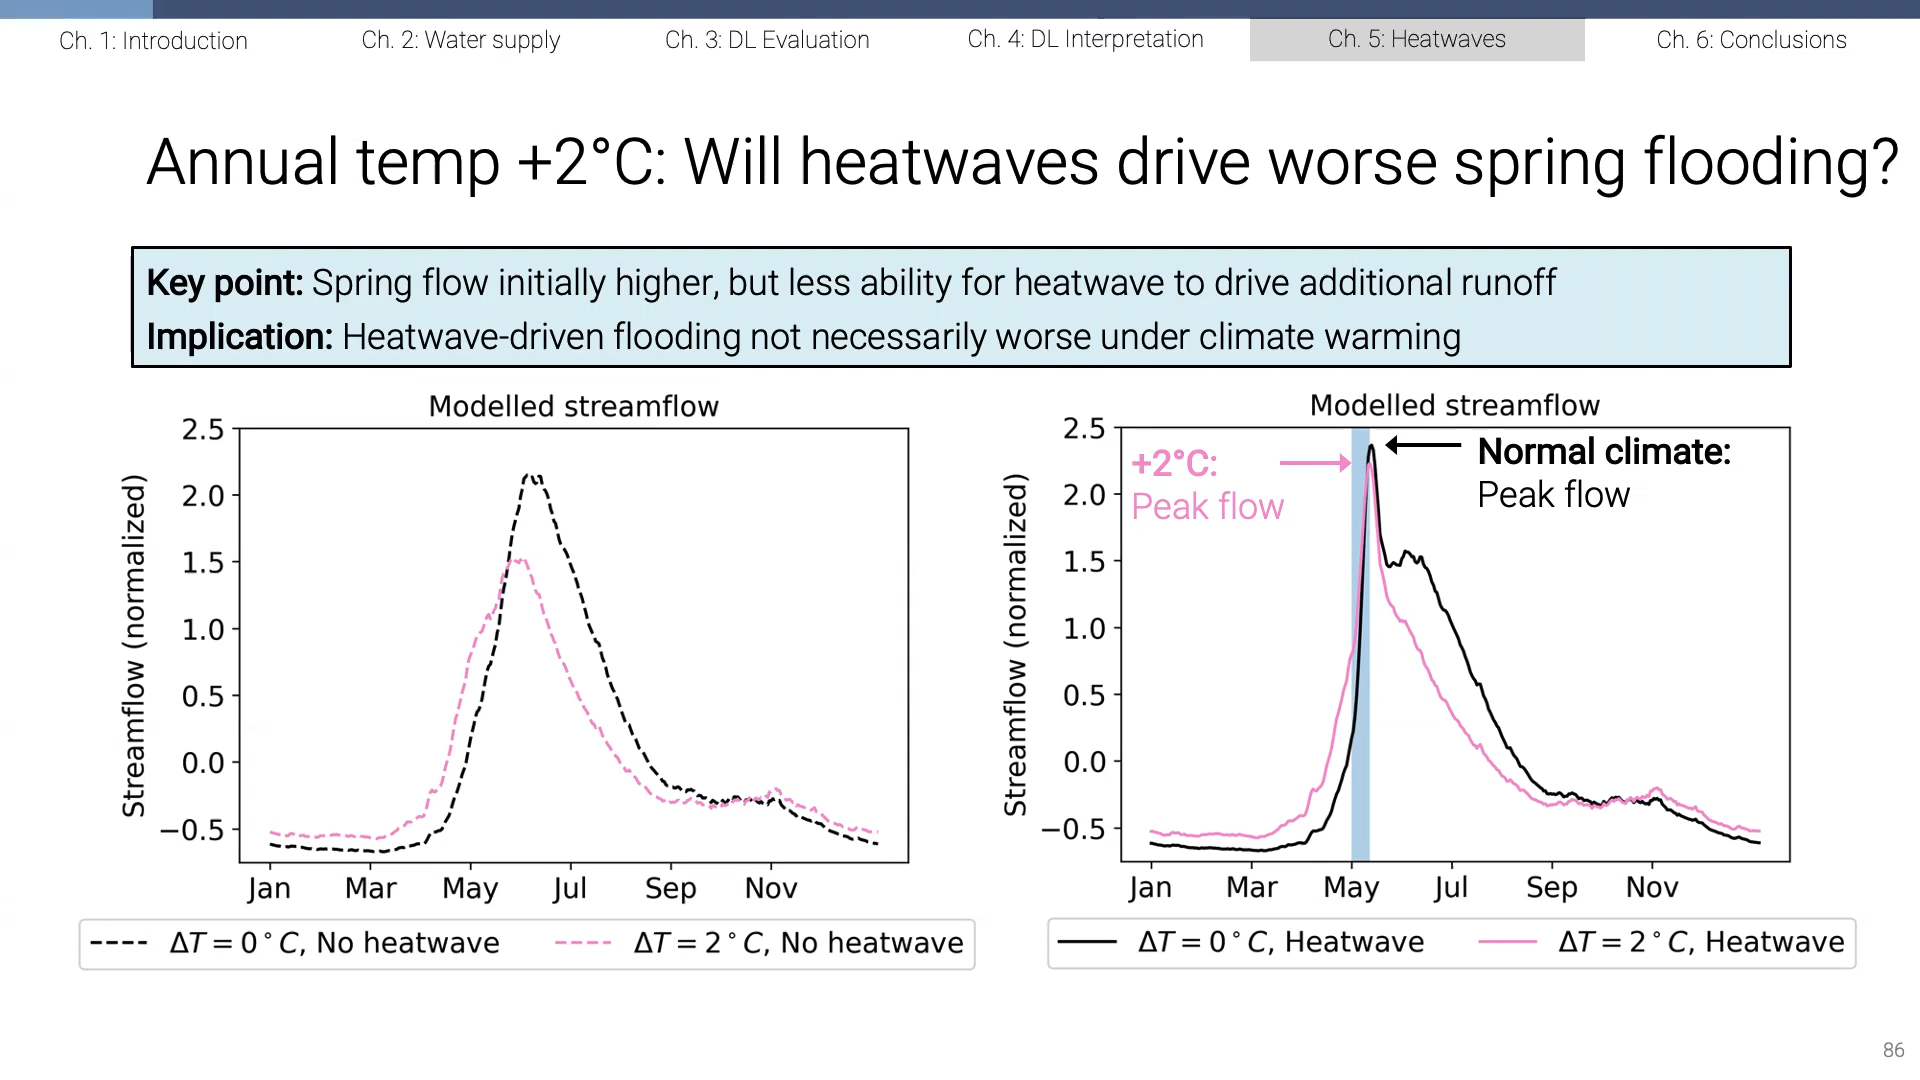 Ch. 1: Introduction
Ch. 2: Water supply
Ch. 3: DL Evaluation
Ch. 4: DL Interpretation
Ch. 5: Heatwaves
Ch. 6: Conclusions
Annual temp +2°C: Will heatwaves drive worse spring flooding?
Key point: Spring flow initially higher, but less ability for heatwave to drive additional runoff
Implication: Heatwave-driven flooding not necessarily worse under climate warming
Modelled streamflow
Streamflow (normalized)
2.5
2.0
1.5
1.0
0.5
0.0
−0.5
Jan Mar May Jul Sep Nov
ΔT = 0°C, No heatwave
ΔT = 2°C, No heatwave
Modelled streamflow
Streamflow (normalized)
2.5
2.0
1.5
1.0
0.5
0.0
−0.5
+2°C:
Peak flow
Normal climate:
Peak flow
Jan Mar May Jul Sep Nov
ΔT = 0°C, Heatwave
ΔT = 2°C, Heatwave
86